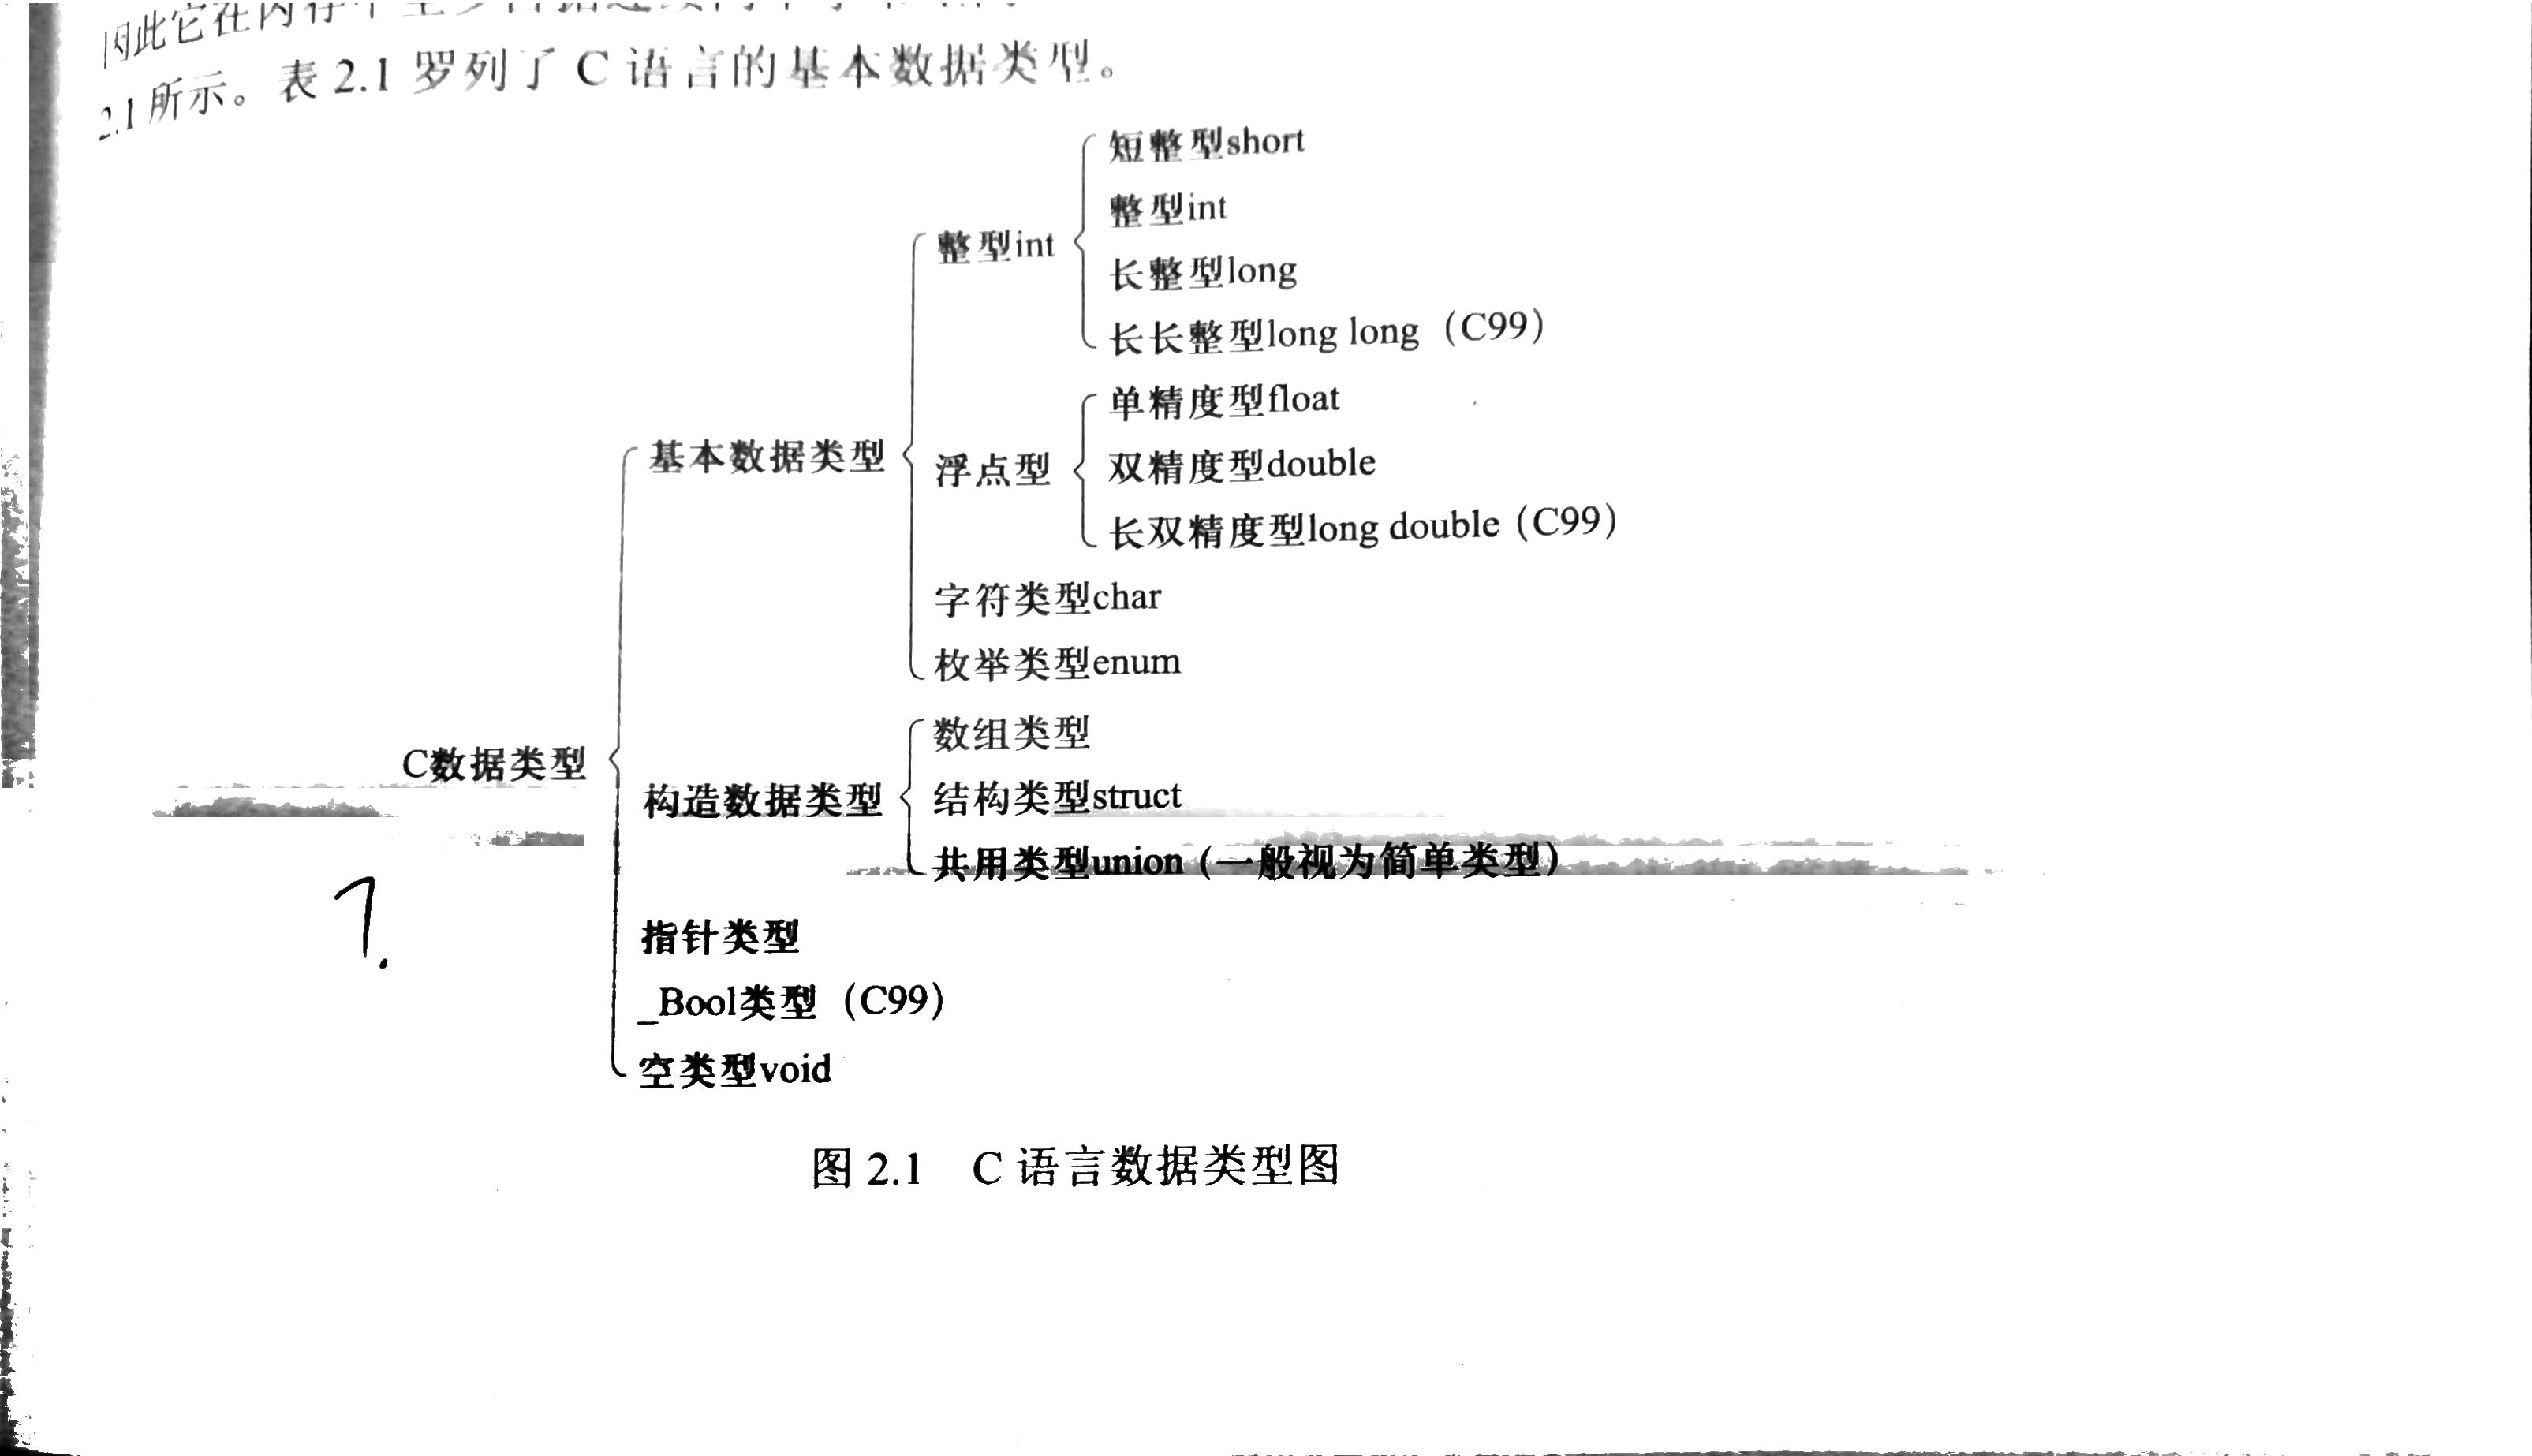 因此它在内存中至少
2.1所示。表 2.1 罗列了 C 语言的基本数据类型。
短整型short
整型int
整型int
长整型long
长长整型long long（C99）
单精度型float
基本数据类型
浮点型
双精度型double
长双精度型long double（C99）
字符类型char
枚举类型enum
数组类型
C数据类型
构造数据类型
结构类型struct
共用类型union (一般视为简单类型)
1.
指针类型
_Bool类型（C99）
空类型void
图 2.1 C 语言数据类型图